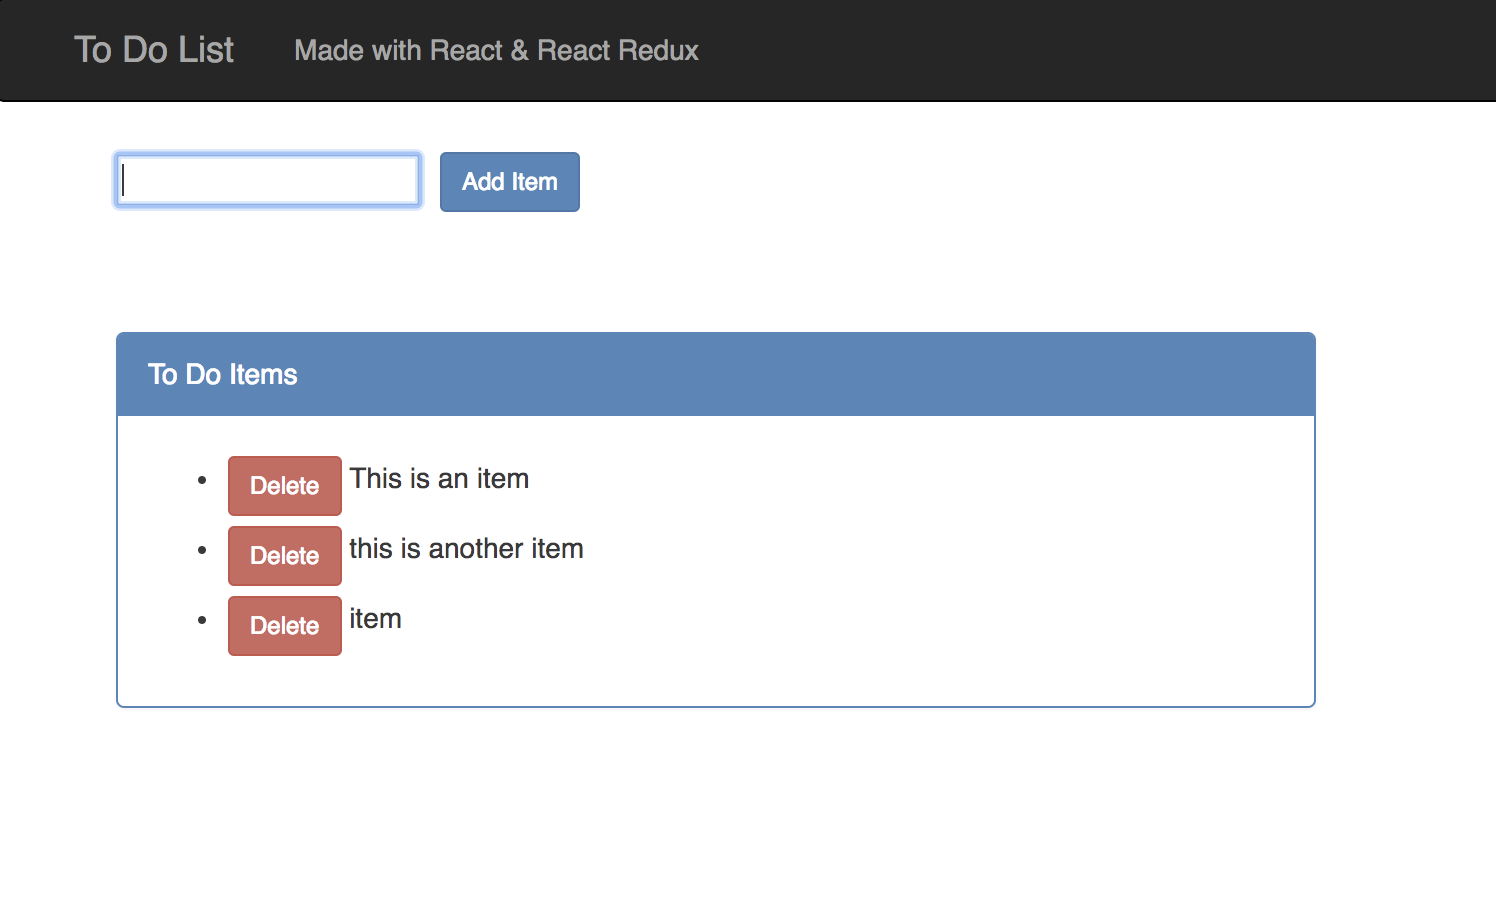 To Do List Made with React & React Redux
Add Item
To Do Items
Delete This is an item
Delete this is another item
Delete item